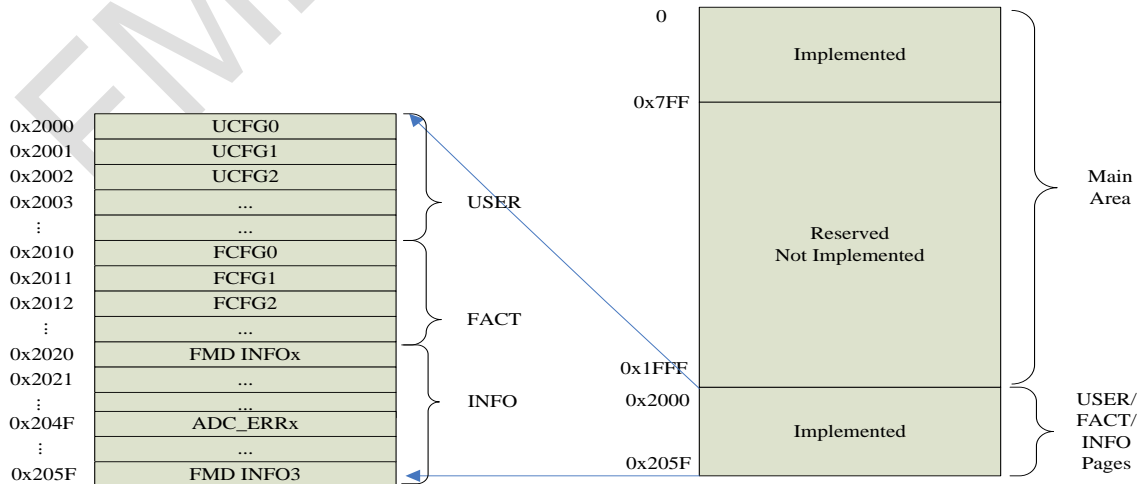 0x2000 UCFG0
0x2001 UCFG1
0x2002 UCFG2
0x2003 ...
⋮ ...
0x2010 FCFG0
0x2011 FCFG1
0x2012 FCFG2
⋮ ...
0x2020 FMD INFOx
0x2021 ...
⋮ ...
0x204F ADC_ERRx
⋮ ...
0x205F FMD INFO3
USER
FACT
INFO
0
Implemented
0x7FF
Reserved
Not Implemented
0x1FFF
0x2000
Implemented
0x205F
Main
Area
USER/
FACT/
INFO
Pages